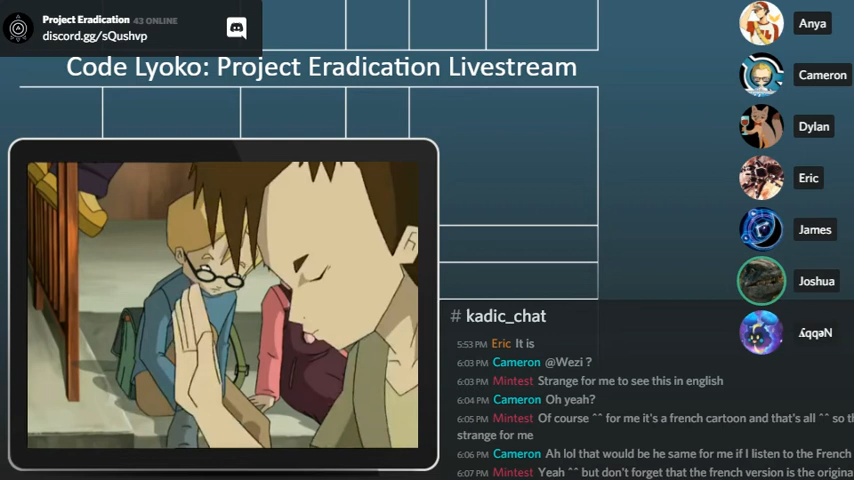 Project Eradication 43 ONLINE
discord.gg/sQushvp
Code Lyoko: Project Eradication Livestream
Anya
Cameron
Dylan
Eric
James
Joshua
Nebby
# kadic_chat
5:53 PM Eric It is
6:03 PM Cameron @Wezi ?
6:03 PM Mintest Strange for me to see this in english
6:04 PM Cameron Oh yeah?
6:05 PM Mintest Of course ^^ for me it's a french cartoon and that's all ^^ so th
strange for me
6:06 PM Cameron Ah lol that would be he same for me if I listen to the French
6:07 PM Mintest Yeah ^^ but don't forget that the french version is the origina